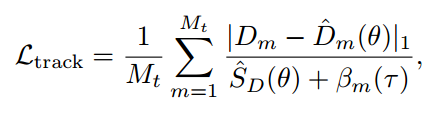 \mathcal{L}_{\text{track}} = \frac{1}{M_t} \sum_{m=1}^{M_t} \frac{|D_m - \hat{D}_m(\theta)|_1}{\hat{S}_D(\theta) + \beta_m(\tau)},